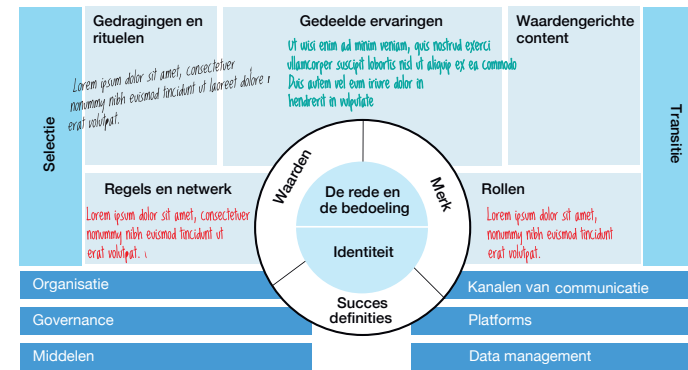 Gedragingen en
rituelen
Lorem ipsum dolor sit amet, consectetuer
nonummy nibh euismod tincidunt ut laoreet dolore
erat volutpat.
Gedeelde ervaringen
Ut wisi enim ad minim veniam, quis nostrud exerci
ullamcorper suscipit lobortis nisl ut aliquip ex ea commodo
Duis autem vel eum iriure dolor in
hendrerit in vulputate
Waardengerichte
content
Selectie
Transitie
Regels en netwerk
Lorem ipsum dolor sit amet, consectetuer
nonummy nibh euismod tincidunt ut
erat volutpat.
Waarden
Merk
De rede en
de bedoeling
Identiteit
Succes
definities
Rollen
Lorem ipsum dolor sit amet,
nonummy nibh euismod tincidunt
erat volutpat.
Organisatie
Governance
Middelen
Kanalen van communicatie
Platforms
Data management